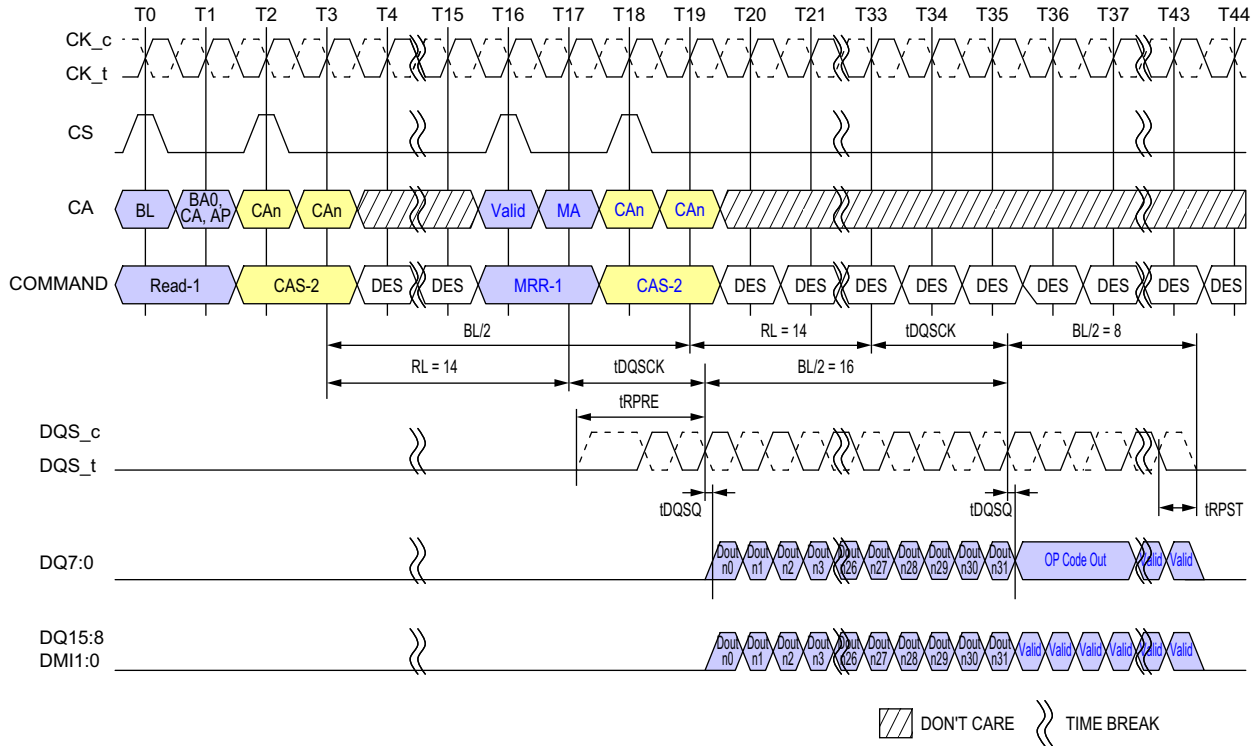 T0 T1 T2 T3 T4 T15 T16 T17 T18 T19 T20 T21 T33 T34 T35 T36 T37 T43 T44
CK_c
CK_t
CS
CA BL BA0, CA, AP CAn CAn Valid MA CAn CAn
COMMAND Read-1 CAS-2 DES DES MRR-1 CAS-2 DES DES DES DES DES DES DES DES DES
BL/2 RL = 14 tDQSCK BL/2 = 8
RL = 14 tDQSCK BL/2 = 16
tRPRE
DQS_c
DQS_t
tDQSQ tDQSQ tRPST
DQ7:0 Dout n0 Dout n1 Dout n2 Dout n3 Dout n26 Dout n27 Dout n28 Dout n29 Dout n30 Dout n31 OP Code Out Valid Valid
DQ15:8 Dout n0 Dout n1 Dout n2 Dout n3 Dout n26 Dout n27 Dout n28 Dout n29 Dout n30 Dout n31 Valid Valid Valid Valid Valid Valid
DMI1:0
DON'T CARE TIME BREAK